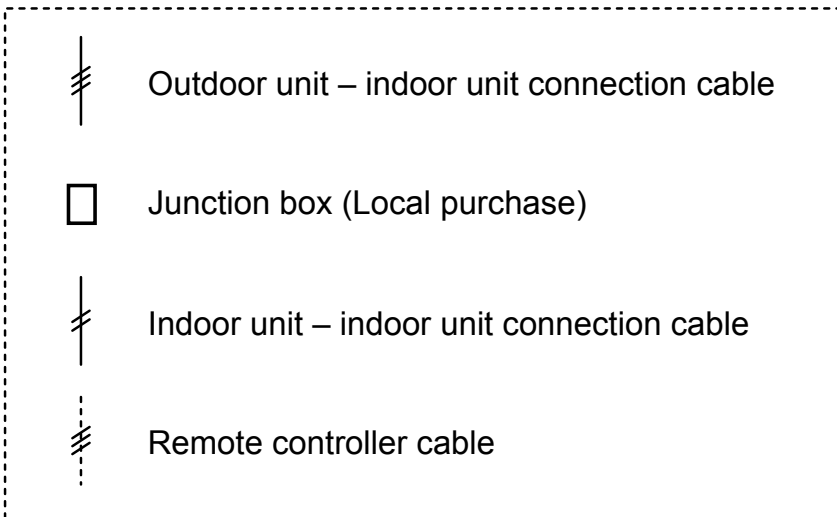 Outdoor unit – indoor unit connection cable
Junction box (Local purchase)
Indoor unit – indoor unit connection cable
Remote controller cable